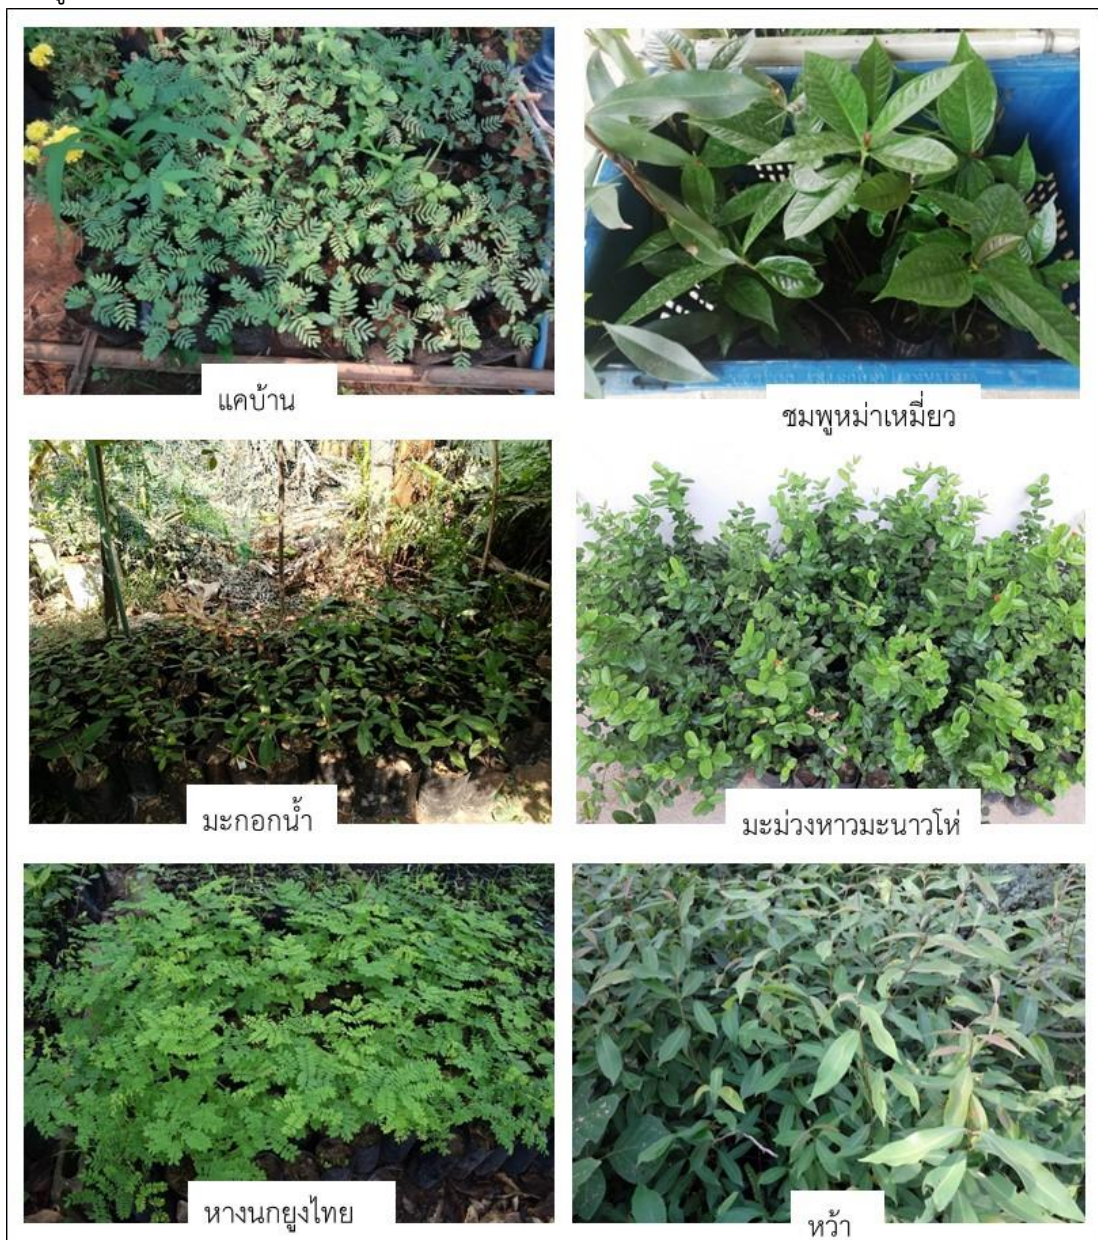 แคบ้าน
ชมพูหม่าเหมี่ยว
มะกอกน้ำ
มะม่วงหาวมะนาวโห่
หางนกยูงไทย
หว้า